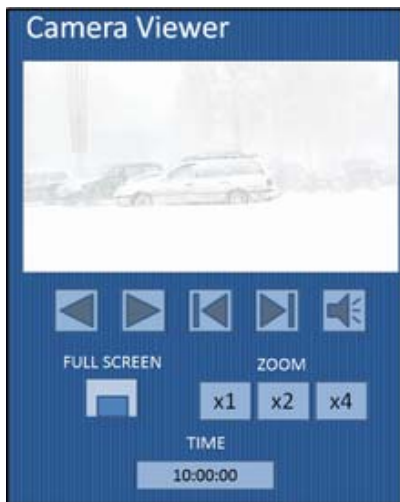 Camera Viewer
FULL SCREEN
ZOOM
x1
x2
x4
TIME
10:00:00